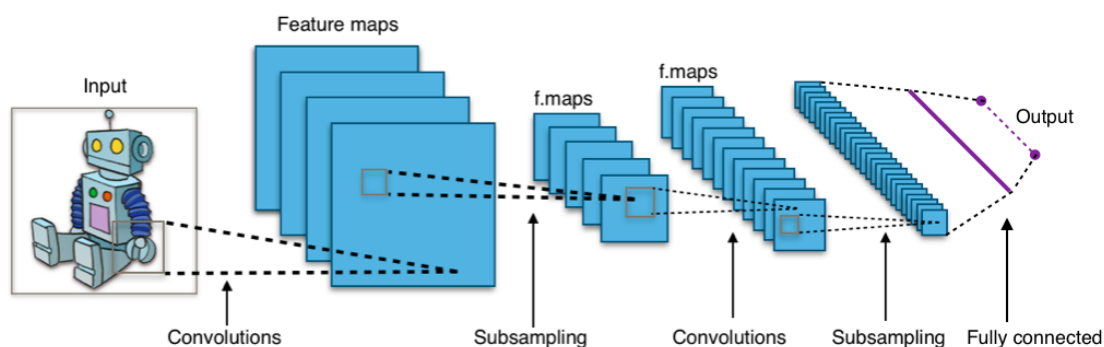 Feature maps
Input
f.maps
f.maps
Output
Convolutions
Subsampling
Convolutions
Subsampling
Fully connected